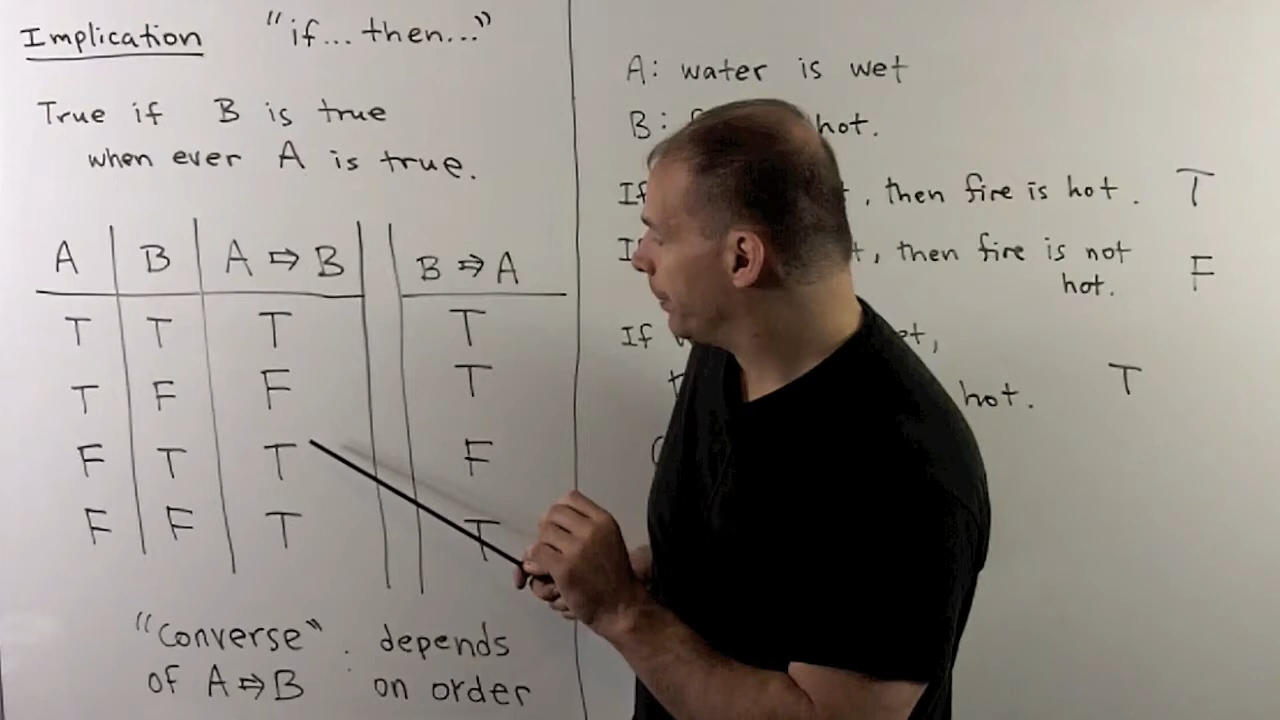 Implication "if... then..."
True if B is true
when ever A is true.
A B A ⇒ B B ⇒ A
T T T T
T F F T
F T T F
F F T T
"Converse" : depends
of A ⇒ B on order
A: water is wet
B: hot.
If , then fire is hot. T
, then fire is not
hot. F
If
hot. T